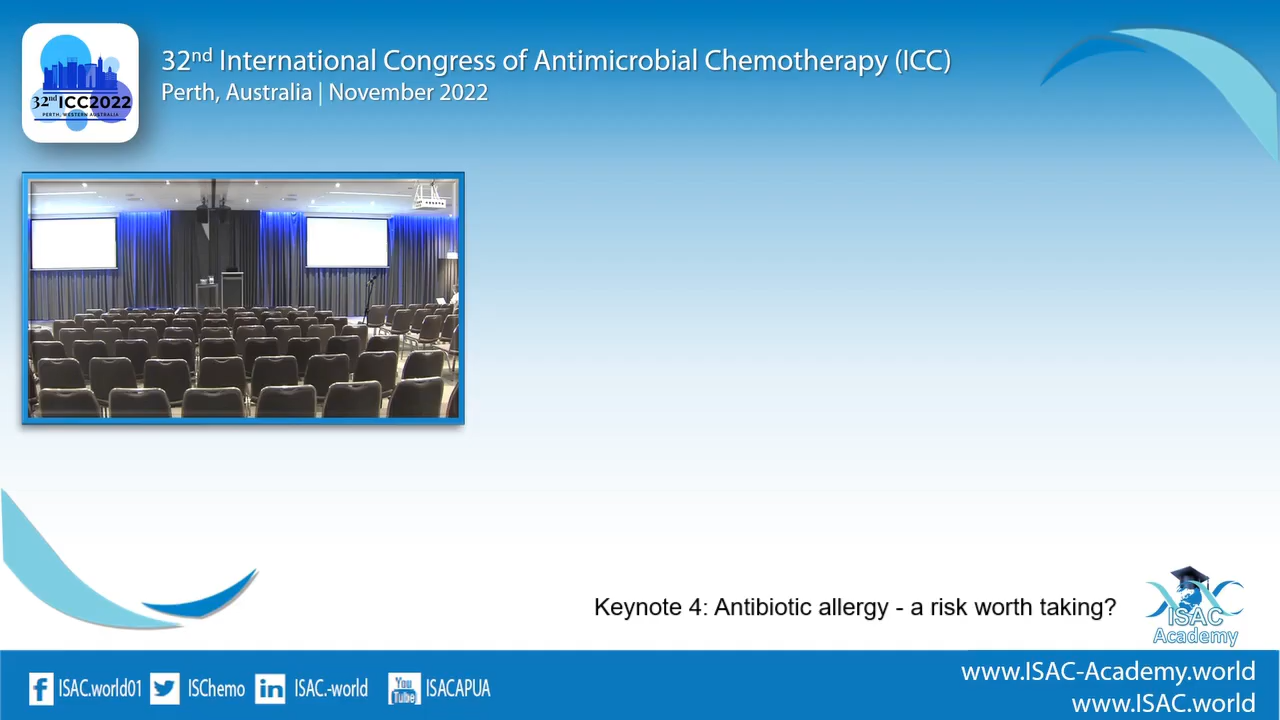 32nd International Congress of Antimicrobial Chemotherapy (ICC)
Perth, Australia | November 2022
32nd ICC2022
PERTH, WESTERN AUSTRALIA
Keynote 4: Antibiotic allergy - a risk worth taking?
ISAC
Academy
ISAC.world01
ISChemo
ISAC.-world
You
Tube
ISACAPUA
www.ISAC-Academy.world
www.ISAC.world